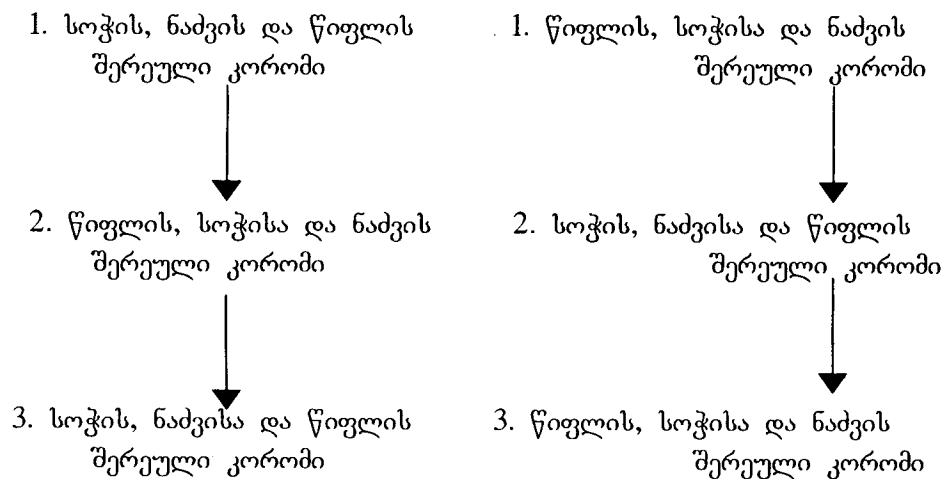 1. სოჭის, ნაძვის და წიფლის
შერეული კორომი
2. წიფლის, სოჭისა და ნაძვის
შერეული კორომი
3. სოჭის, ნაძვისა და წიფლის
შერეული კორომი
1. წიფლის, სოჭისა და ნაძვის
შერეული კორომი
2. სოჭის, ნაძვისა და წიფლის
შერეული კორომი
3. წიფლის, სოჭისა და ნაძვის
შერეული კორომი